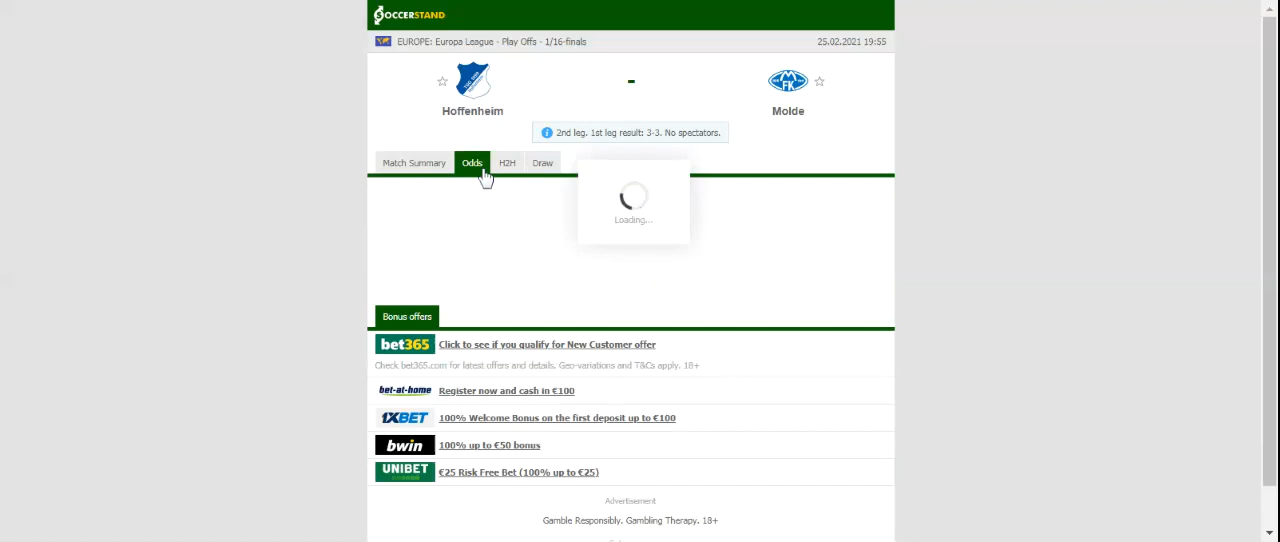 SOCCERSTAND
EUROPE: Europa League - Play Offs - 1/16-finals 25.02.2021 19:55
-
Hoffenheim Molde
2nd leg. 1st leg result: 3-3. No spectators.
Match Summary Odds H2H Draw
Loading...
Bonus offers
bet365 Click to see if you qualify for New Customer offer
Check bet365.com for latest offers and details. Geo-variations and T&Cs apply. 18+
bet-at-home Register now and cash in €100
1XBET 100% Welcome Bonus on the first deposit up to €100
bwin 100% up to €50 bonus
UNIBET €25 Risk Free Bet (100% up to €25)
Advertisement
Gamble Responsibly. Gambling Therapy. 18+